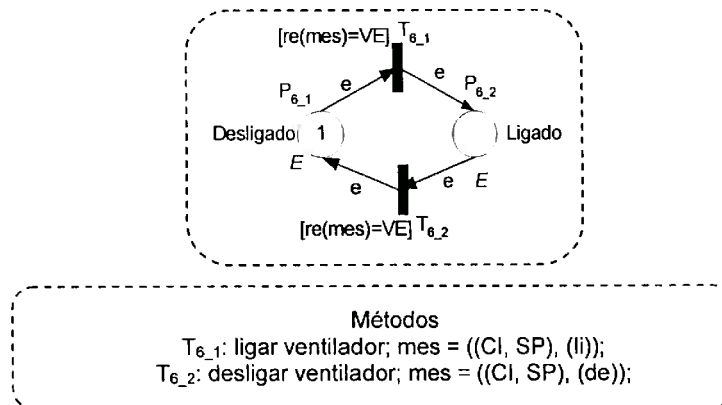 [re(mes)=VE] T6_1
e e
P6_1 P6_2
Desligado 1 Ligado
E E
e e
[re(mes)=VE] T6_2
Métodos
T6_1: ligar ventilador; mes = ((CI, SP), (li));
T6_2: desligar ventilador; mes = ((CI, SP), (de));